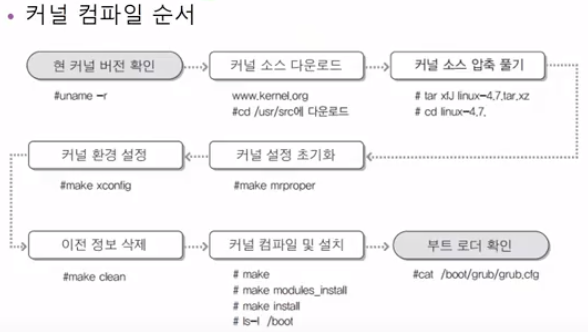 • 커널 컴파일 순서
현 커널 버전 확인
#uname -r
커널 소스 다운로드
www.kernel.org
#cd /usr/src에 다운로드
커널 소스 압축 풀기
# tar xfJ linux-4.7.tar.xz
# cd linux-4.7.
커널 설정 초기화
#make mrproper
커널 환경 설정
#make xconfig
이전 정보 삭제
#make clean
커널 컴파일 및 설치
# make
# make modules_install
# make install
# ls-l /boot
부트 로더 확인
#cat /boot/grub/grub.cfg